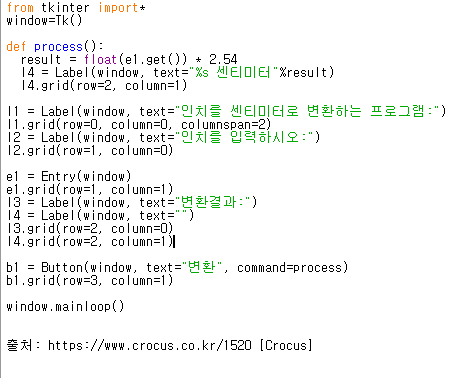 from tkinter import*
window=Tk()
def process():
result = float(e1.get()) * 2.54
l4 = Label(window, text="%s 센티미터"%result)
l4.grid(row=2, column=1)
l1 = Label(window, text="인치를 센티미터로 변환하는 프로그램:")
l1.grid(row=0, column=0, columnspan=2)
l2 = Label(window, text="인치를 입력하시오:")
l2.grid(row=1, column=0)
e1 = Entry(window)
e1.grid(row=1, column=1)
l3 = Label(window, text="변환결과:")
l4 = Label(window, text="")
l3.grid(row=2, column=0)
l4.grid(row=2, column=1)
b1 = Button(window, text="변환", command=process)
b1.grid(row=3, column=1)
window.mainloop()
출처: https://www.crocus.co.kr/1520 [Crocus]